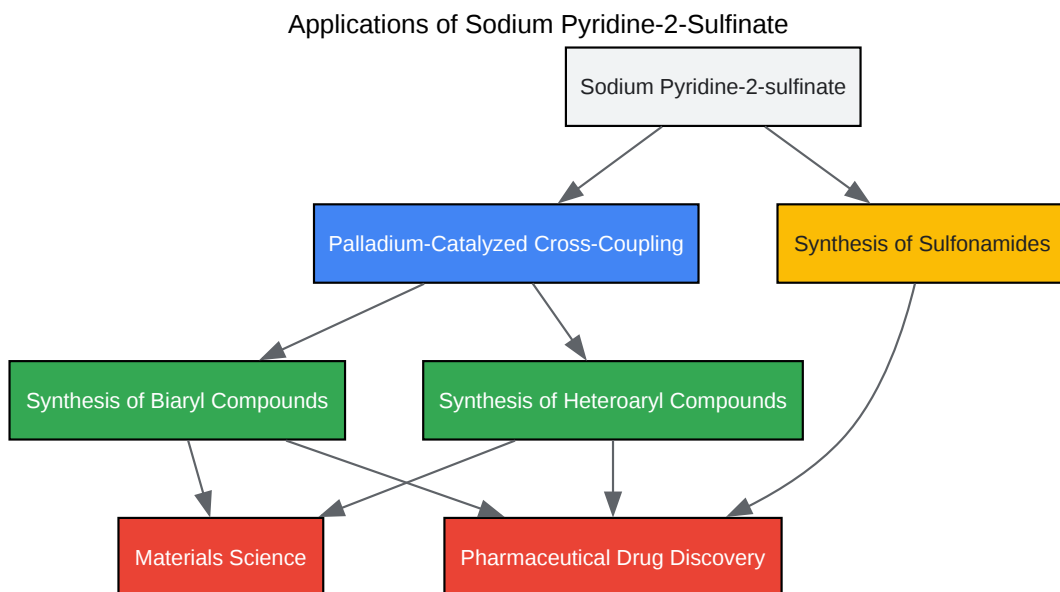 Applications of Sodium Pyridine-2-Sulfinate
Sodium Pyridine-2-sulfinate
Palladium-Catalyzed Cross-Coupling
Synthesis of Sulfonamides
Synthesis of Biaryl Compounds
Synthesis of Heteroaryl Compounds
Materials Science
Pharmaceutical Drug Discovery